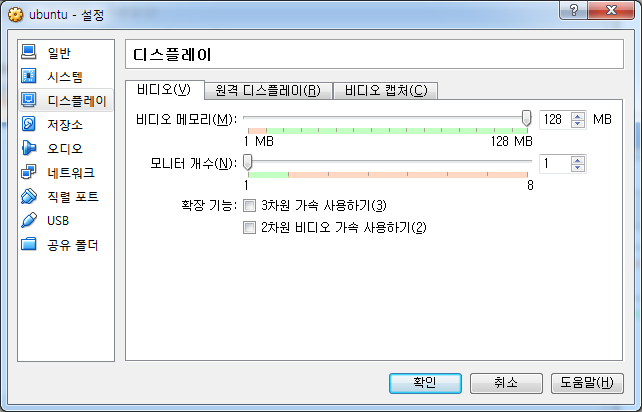 ubuntu - 설정
일반
시스템
디스플레이
저장소
오디오
네트워크
직렬 포트
USB
공유 폴더
디스플레이
비디오(V) 원격 디스플레이(R) 비디오 캡처(C)
비디오 메모리(M): 128 MB
1 MB 128 MB
모니터 개수(N): 1
1 8
확장 기능: 3차원 가속 사용하기(3)
2차원 비디오 가속 사용하기(2)
확인 취소 도움말(H)